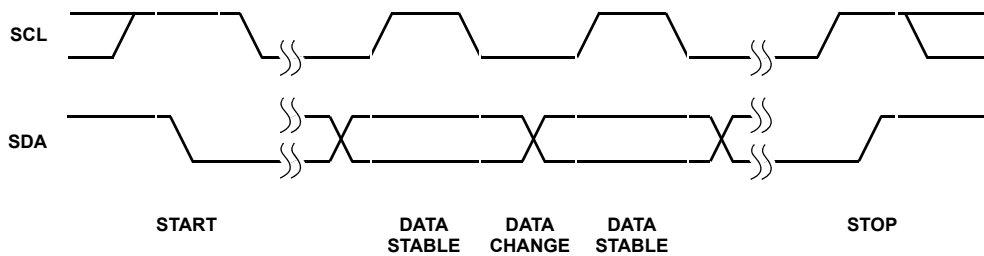 SCL
SDA
START
DATA
STABLE
DATA
CHANGE
DATA
STABLE
STOP